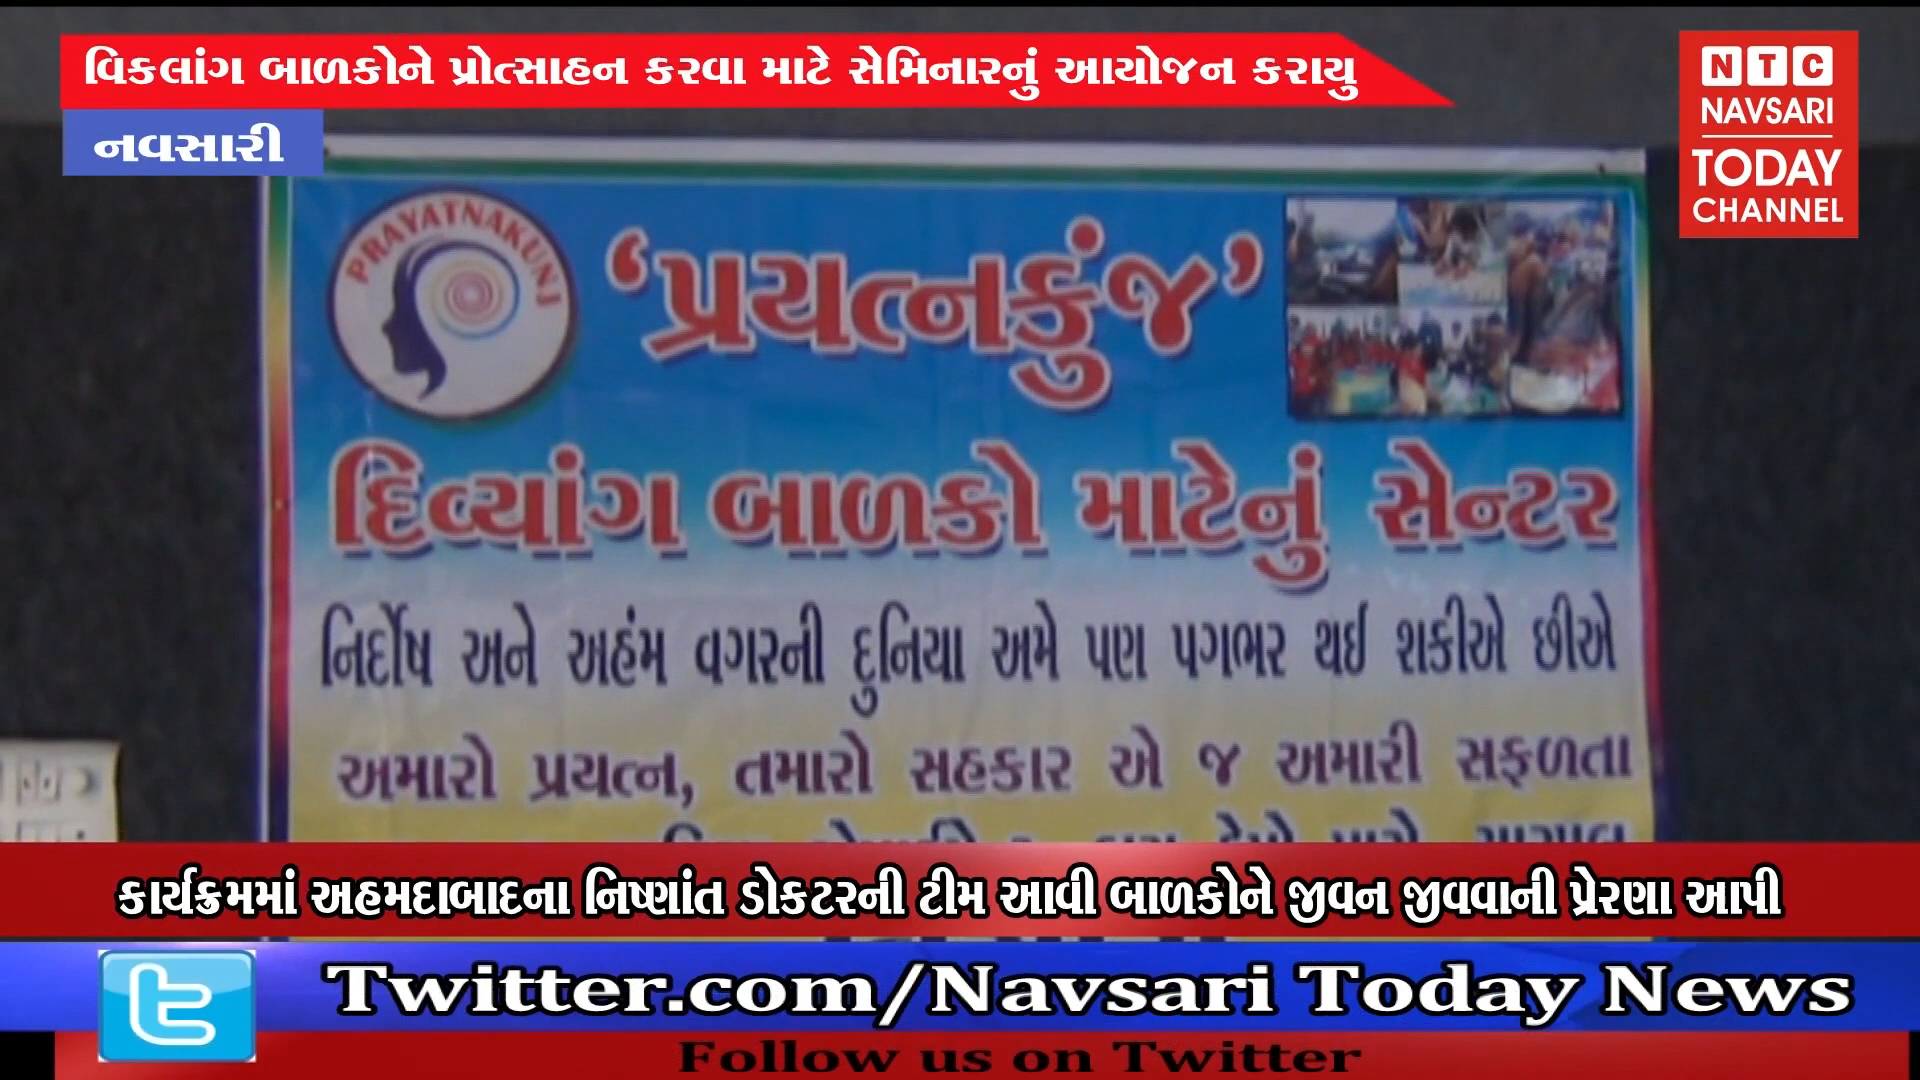 વિકલાંગ બાળકોને પ્રોત્સાહન કરવા માટે સેમિનારનું આયોજન કરાયુ
નવસારી
NTC
NAVSARI
TODAY
CHANNEL
PRAYATNAKUNJ
‘પ્રયત્નકુંજ’
દિવ્યાંગ બાળકો માટેનું સેન્ટર
નિર્દોષ અને અહંમ વગરની દુનિયા અમે પણ પગભર થઈ શકીએ છીએ
અમારો પ્રયત્ન, તમારો સહકાર એ જ અમારી સફળતા
કાર્યક્રમમાં અહમદાબાદના નિષ્ણાંત ડોકટરની ટીમ આવી બાળકોને જીવન જીવવાની પ્રેરણા આપી
Twitter.com/Navsari Today News
Follow us on Twitter